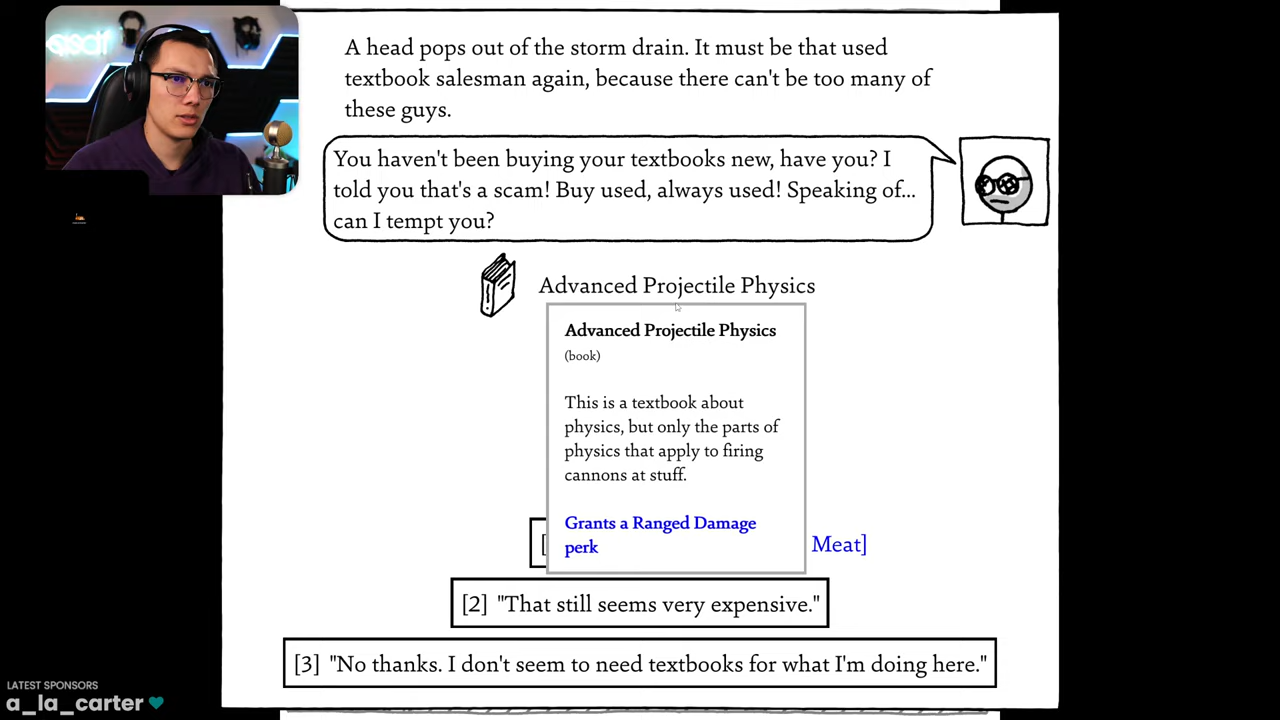 A head pops out of the storm drain. It must be that used
textbook salesman again, because there can't be too many of
these guys.
You haven't been buying your textbooks new, have you? I
told you that's a scam! Buy used, always used! Speaking of...
can I tempt you?
Advanced Projectile Physics
Advanced Projectile Physics
(book)
This is a textbook about
physics, but only the parts of
physics that apply to firing
cannons at stuff.
Grants a Ranged Damage
perk
[ Meat]
[2] "That still seems very expensive."
[3] "No thanks. I don't seem to need textbooks for what I'm doing here."
LATEST SPONSORS
a_la_carter